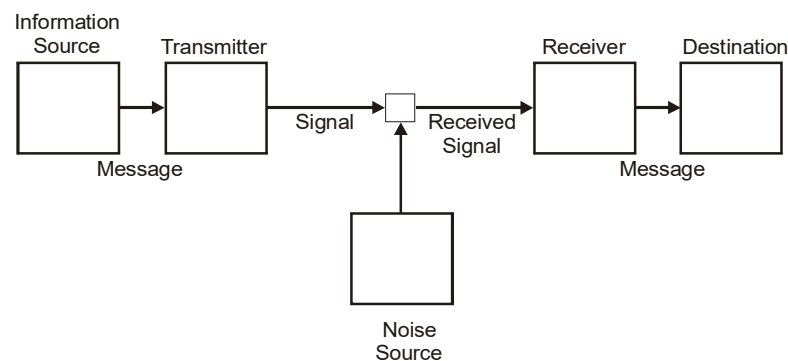 Information
Source
Transmitter
Receiver
Destination
Signal
Received
Signal
Message
Message
Noise
Source